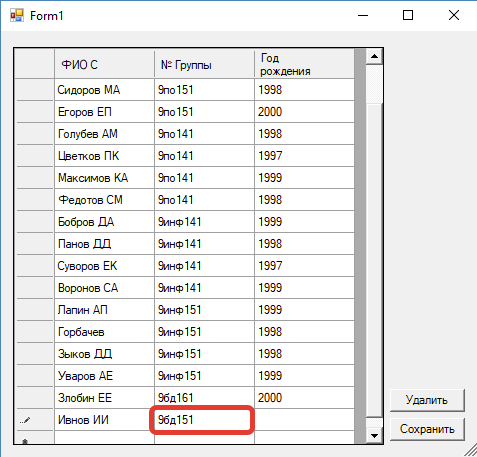 Form1
ФИО С № Группы Год
рождения
Сидоров МА 9по151 1998
Егоров ЕП 9по151 2000
Голубев АМ 9по141 1998
Цветков ПК 9по141 1997
Максимов КА 9по141 1999
Федотов СМ 9по141 1998
Бобров ДА 9инф141 1999
Панов ДД 9инф141 1998
Суворов ЕК 9инф141 1997
Воронов СА 9инф141 1999
Лапин АП 9инф151 1999
Горбачев 9инф151 1998
Зыков ДД 9инф151 1998
Уваров АЕ 9инф151 1999
Злобин ЕЕ 9бд161 2000
Ивнов ИИ 9бд151
Удалить
Сохранить